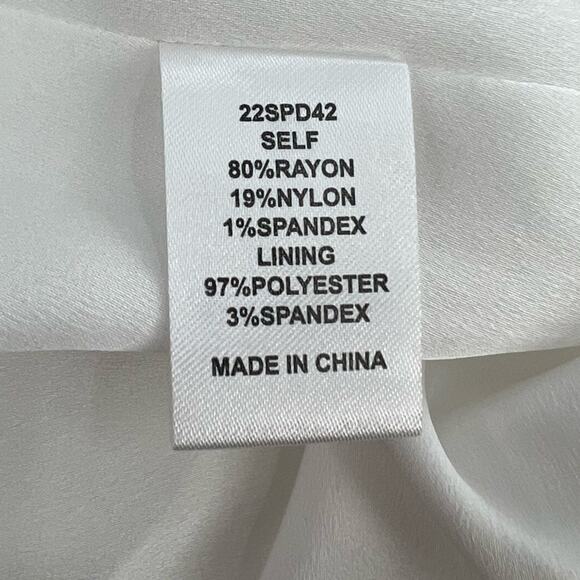 22SPD42
SELF
80%RAYON
19%NYLON
1%SPANDEX
LINING
97%POLYESTER
3%SPANDEX
MADE IN CHINA